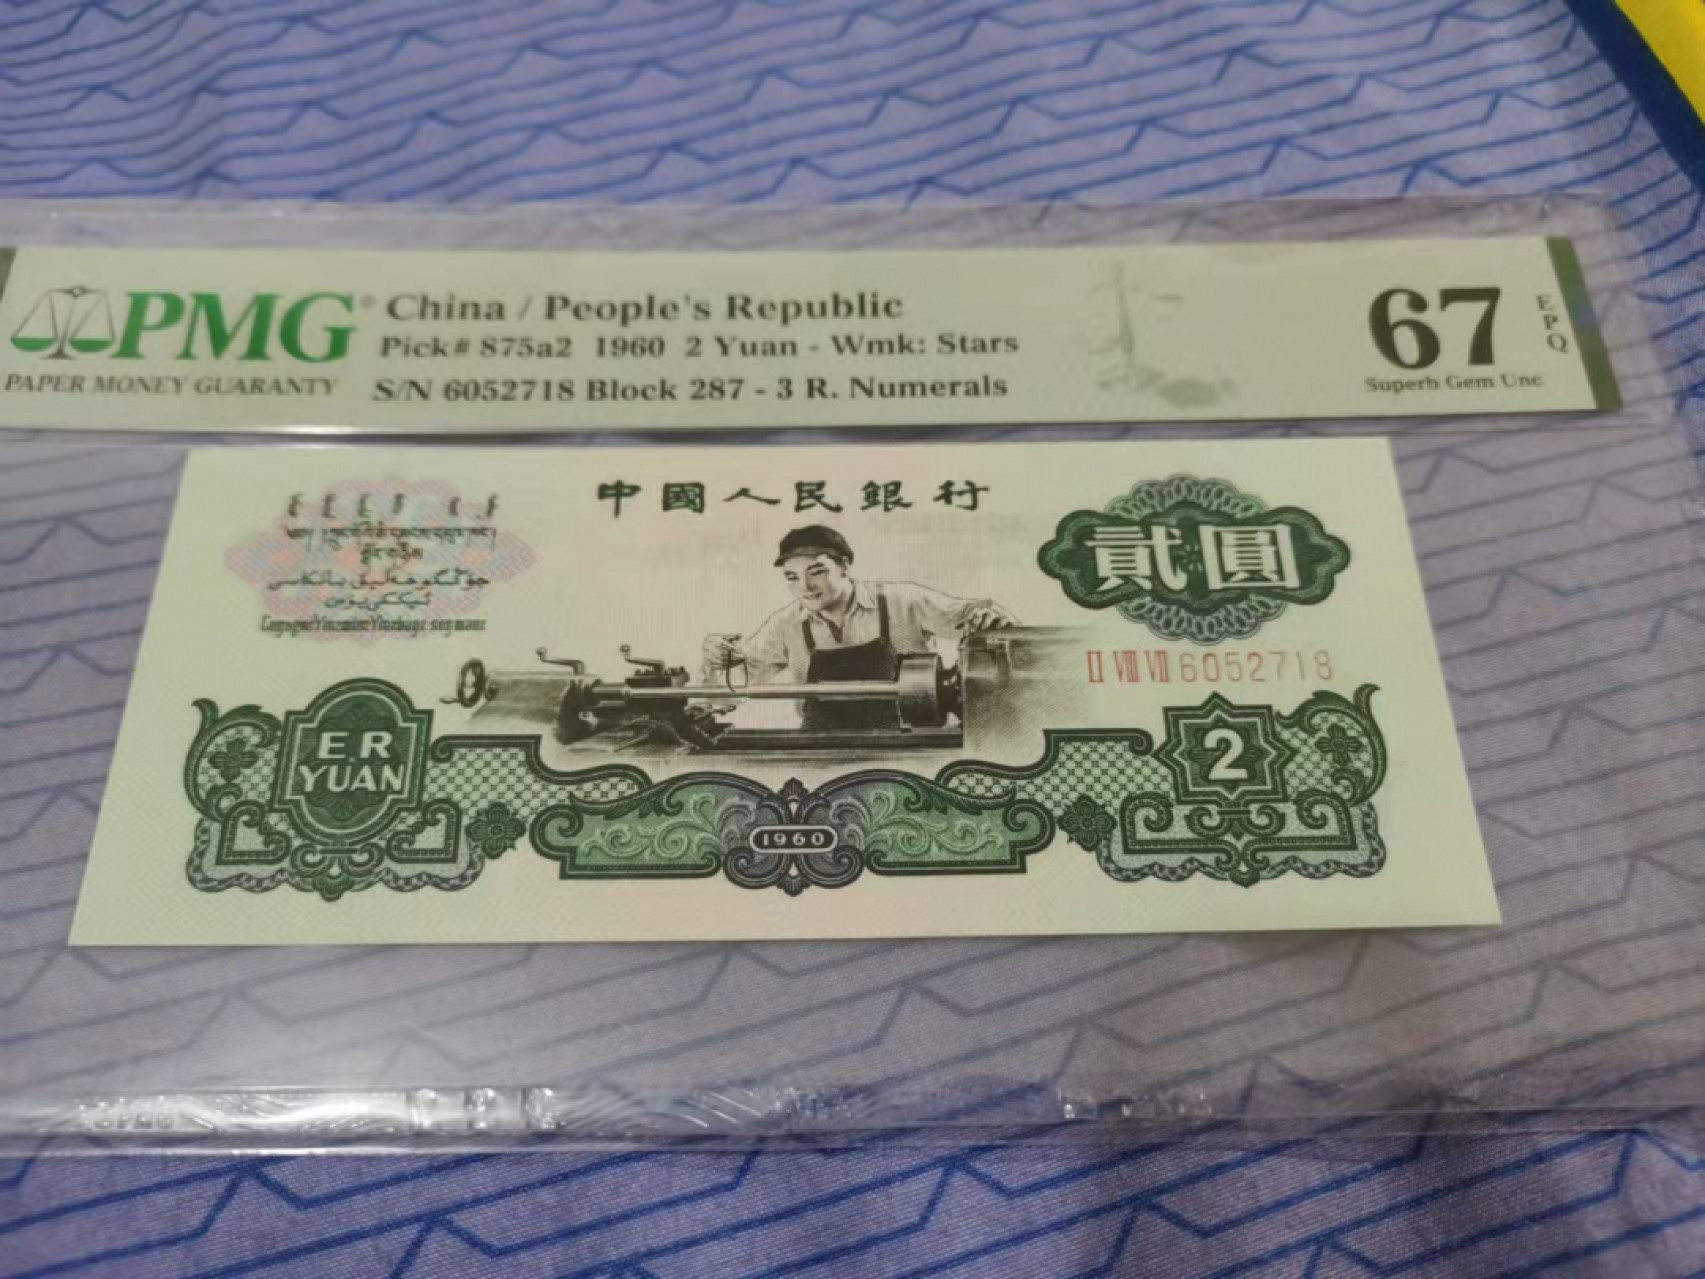 PMG®
PAPER MONEY GUARANTY
China / People's Republic
Pick# 875a2 1960 2 Yuan - Wmk: Stars
S/N 6052718 Block 287 - 3 R. Numerals
67
EPQ
Superb Gem Unc
中國人民銀行
貳圓
Ⅱ Ⅷ Ⅶ 6052718
E.R
YUAN
2
1960